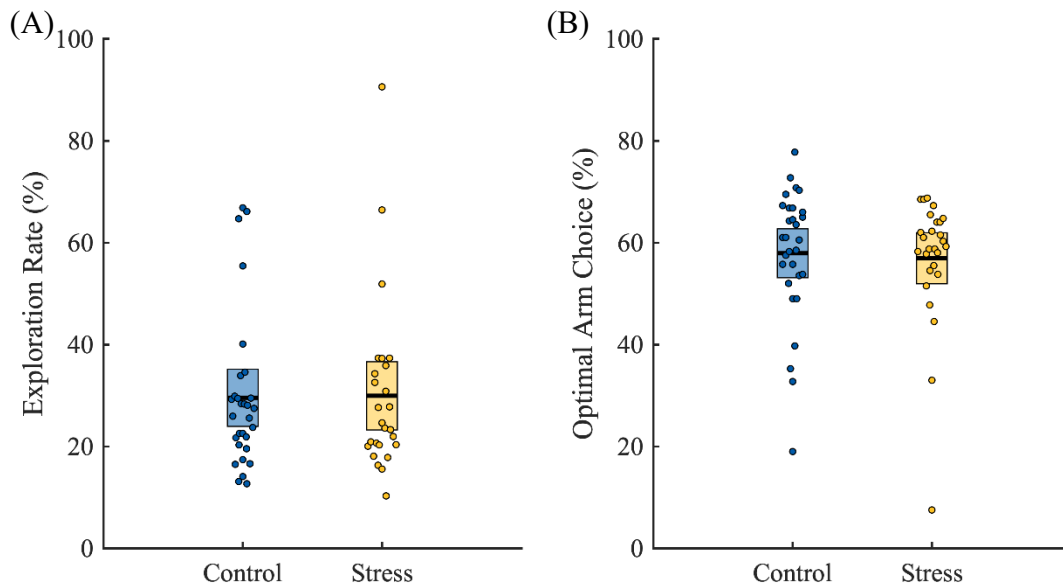 (A)
100
80
60
40
20
0
Exploration Rate (%)
Control Stress
(B)
100
80
60
40
20
0
Optimal Arm Choice (%)
Control Stress